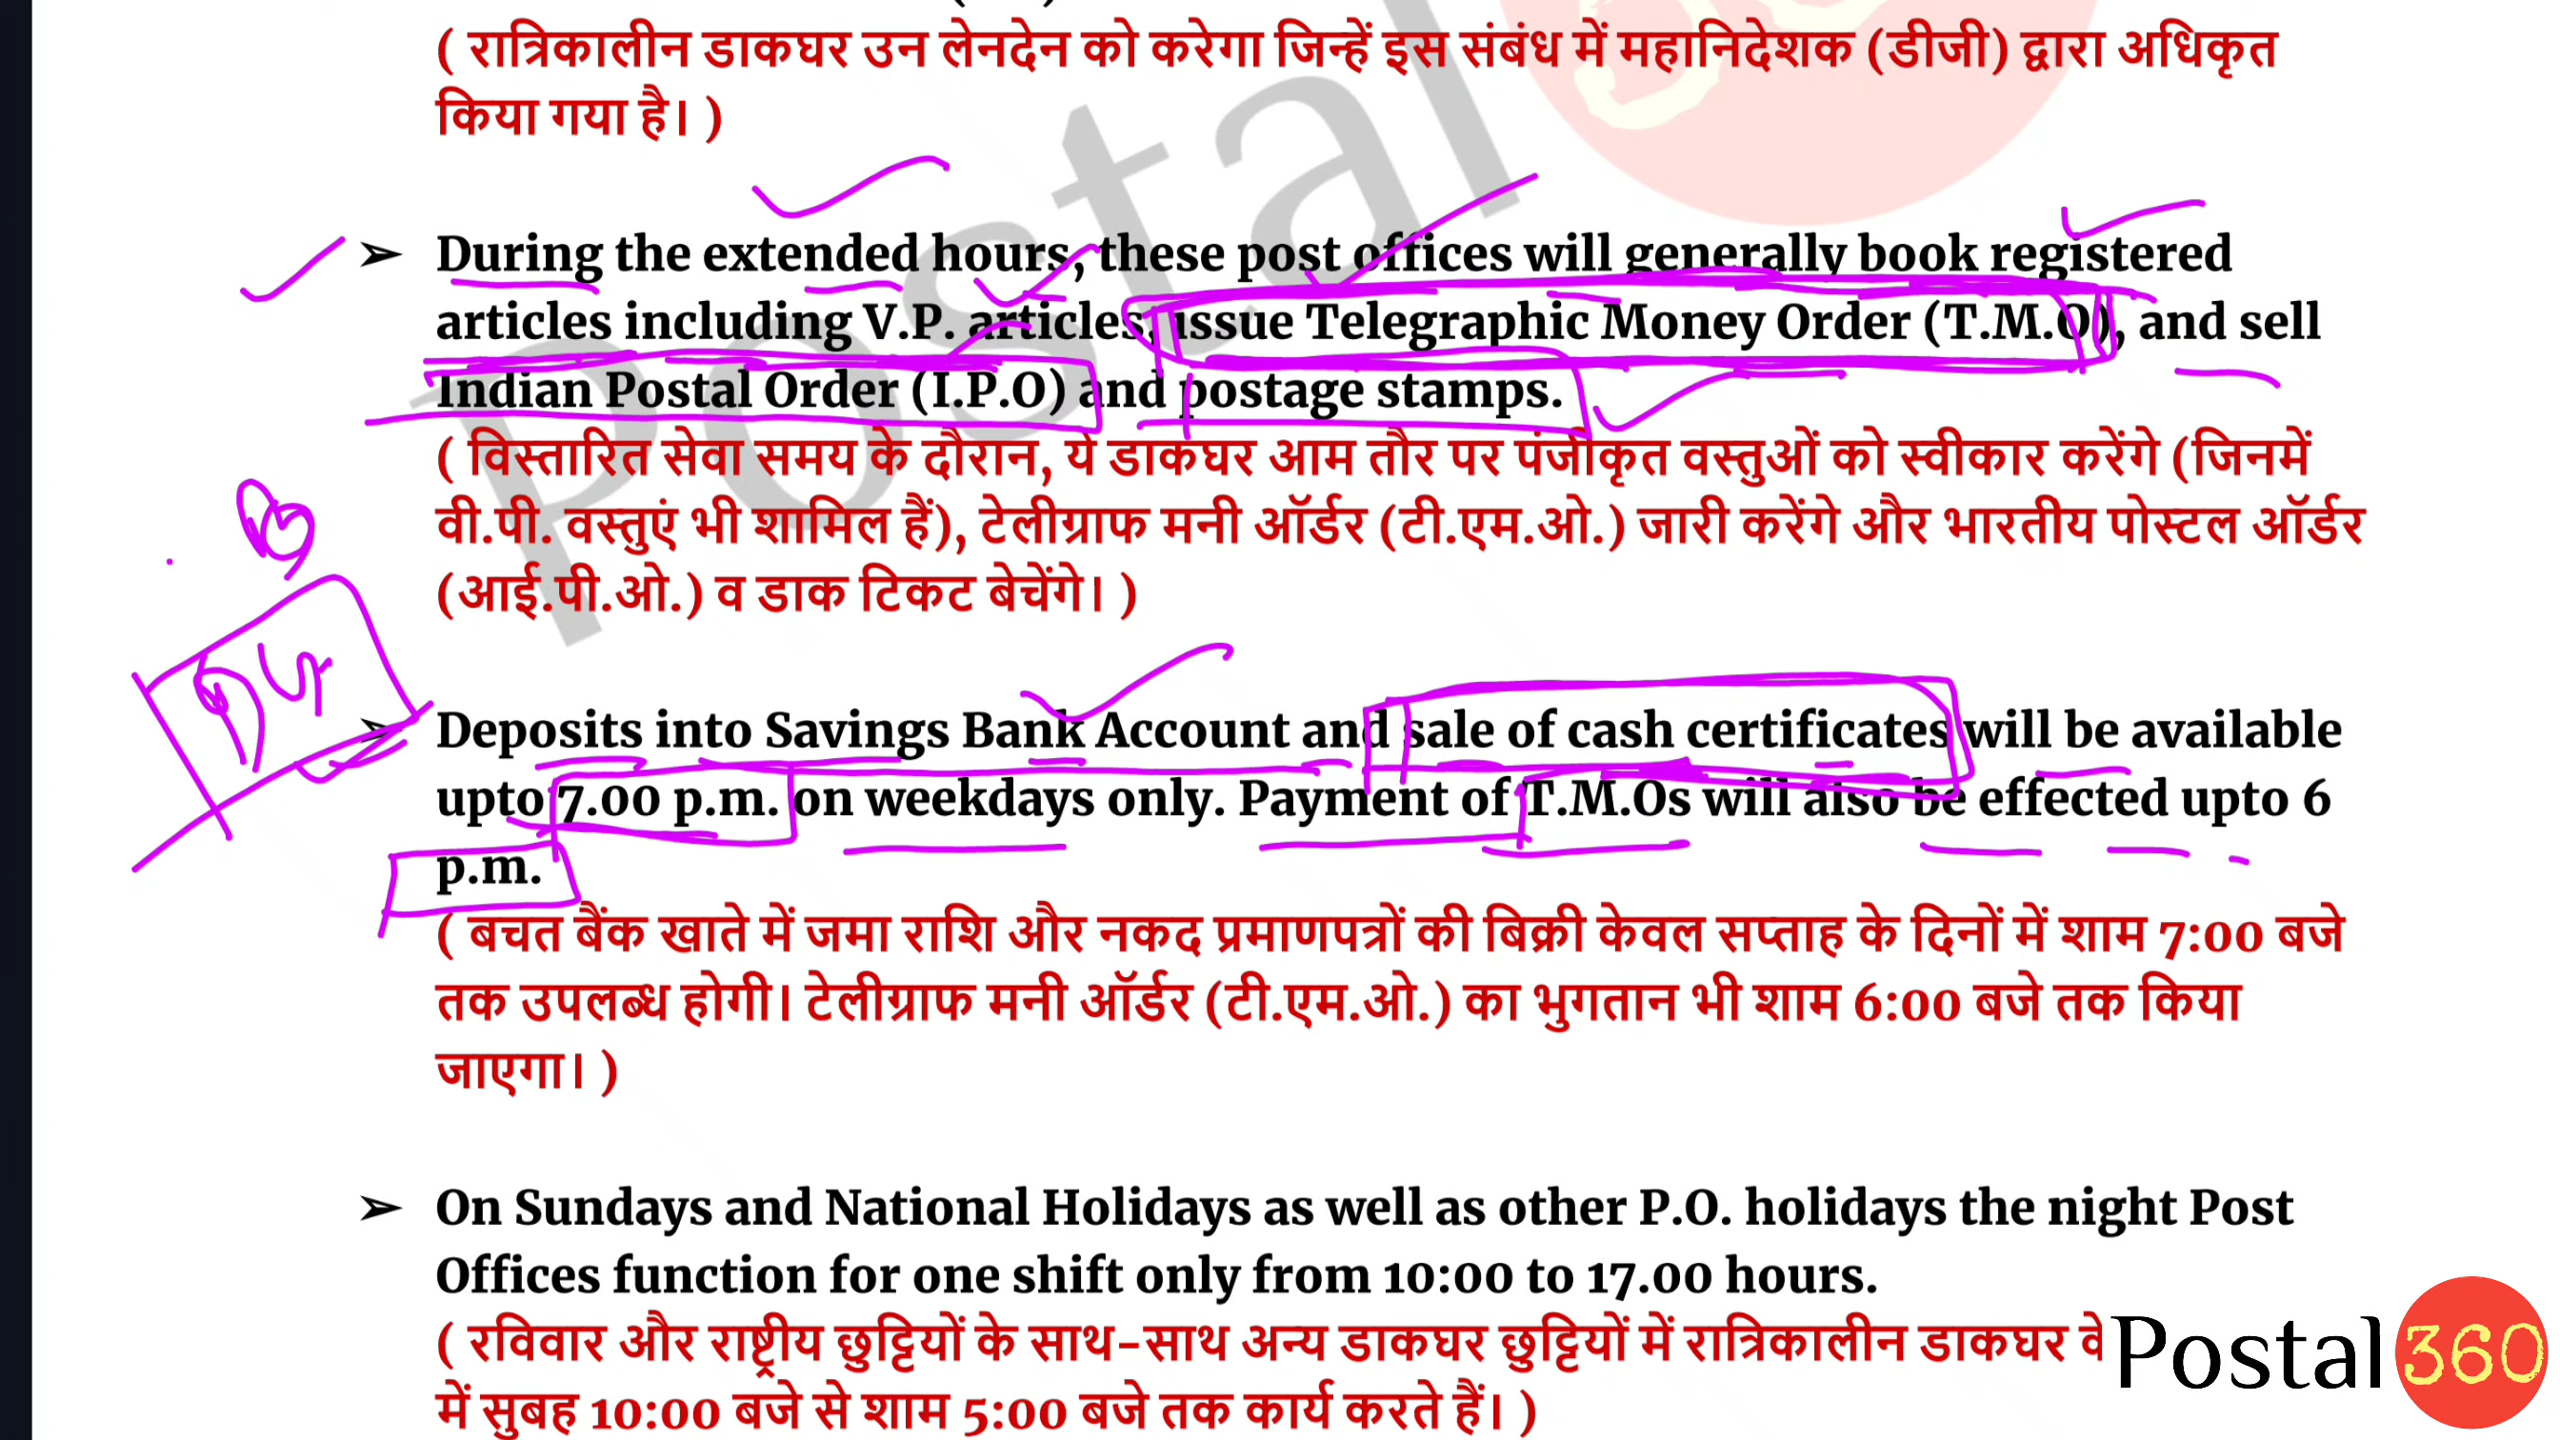 ( रात्रिकालीन डाकघर उन लेनदेन को करेगा जिन्हें इस संबंध में महानिदेशक (डीजी) द्वारा अधिकृत
किया गया है। )
➢ During the extended hours, these post offices will generally book registered
articles including V.P. articles, issue Telegraphic Money Order (T.M.O), and sell
Indian Postal Order (I.P.O) and postage stamps.
( विस्तारित सेवा समय के दौरान, ये डाकघर आम तौर पर पंजीकृत वस्तुओं को स्वीकार करेंगे (जिनमें
वी.पी. वस्तुएं भी शामिल हैं), टेलीग्राफ मनी ऑर्डर (टी.एम.ओ.) जारी करेंगे और भारतीय पोस्टल ऑर्डर
(आई.पी.ओ.) व डाक टिकट बेचेंगे। )
➢ Deposits into Savings Bank Account and sale of cash certificates will be available
upto 7.00 p.m. on weekdays only. Payment of T.M.Os will also be effected upto 6
p.m.
( बचत बैंक खाते में जमा राशि और नकद प्रमाणपत्रों की बिक्री केवल सप्ताह के दिनों में शाम 7:00 बजे
तक उपलब्ध होगी। टेलीग्राफ मनी ऑर्डर (टी.एम.ओ.) का भुगतान भी शाम 6:00 बजे तक किया
जाएगा। )
➢ On Sundays and National Holidays as well as other P.O. holidays the night Post
Offices function for one shift only from 10:00 to 17.00 hours.
( रविवार और राष्ट्रीय छुट्टियों के साथ-साथ अन्य डाकघर छुट्टियों में रात्रिकालीन डाकघर
में सुबह 10:00 बजे से शाम 5:00 बजे तक कार्य करते हैं। )
Postal 360
Postal